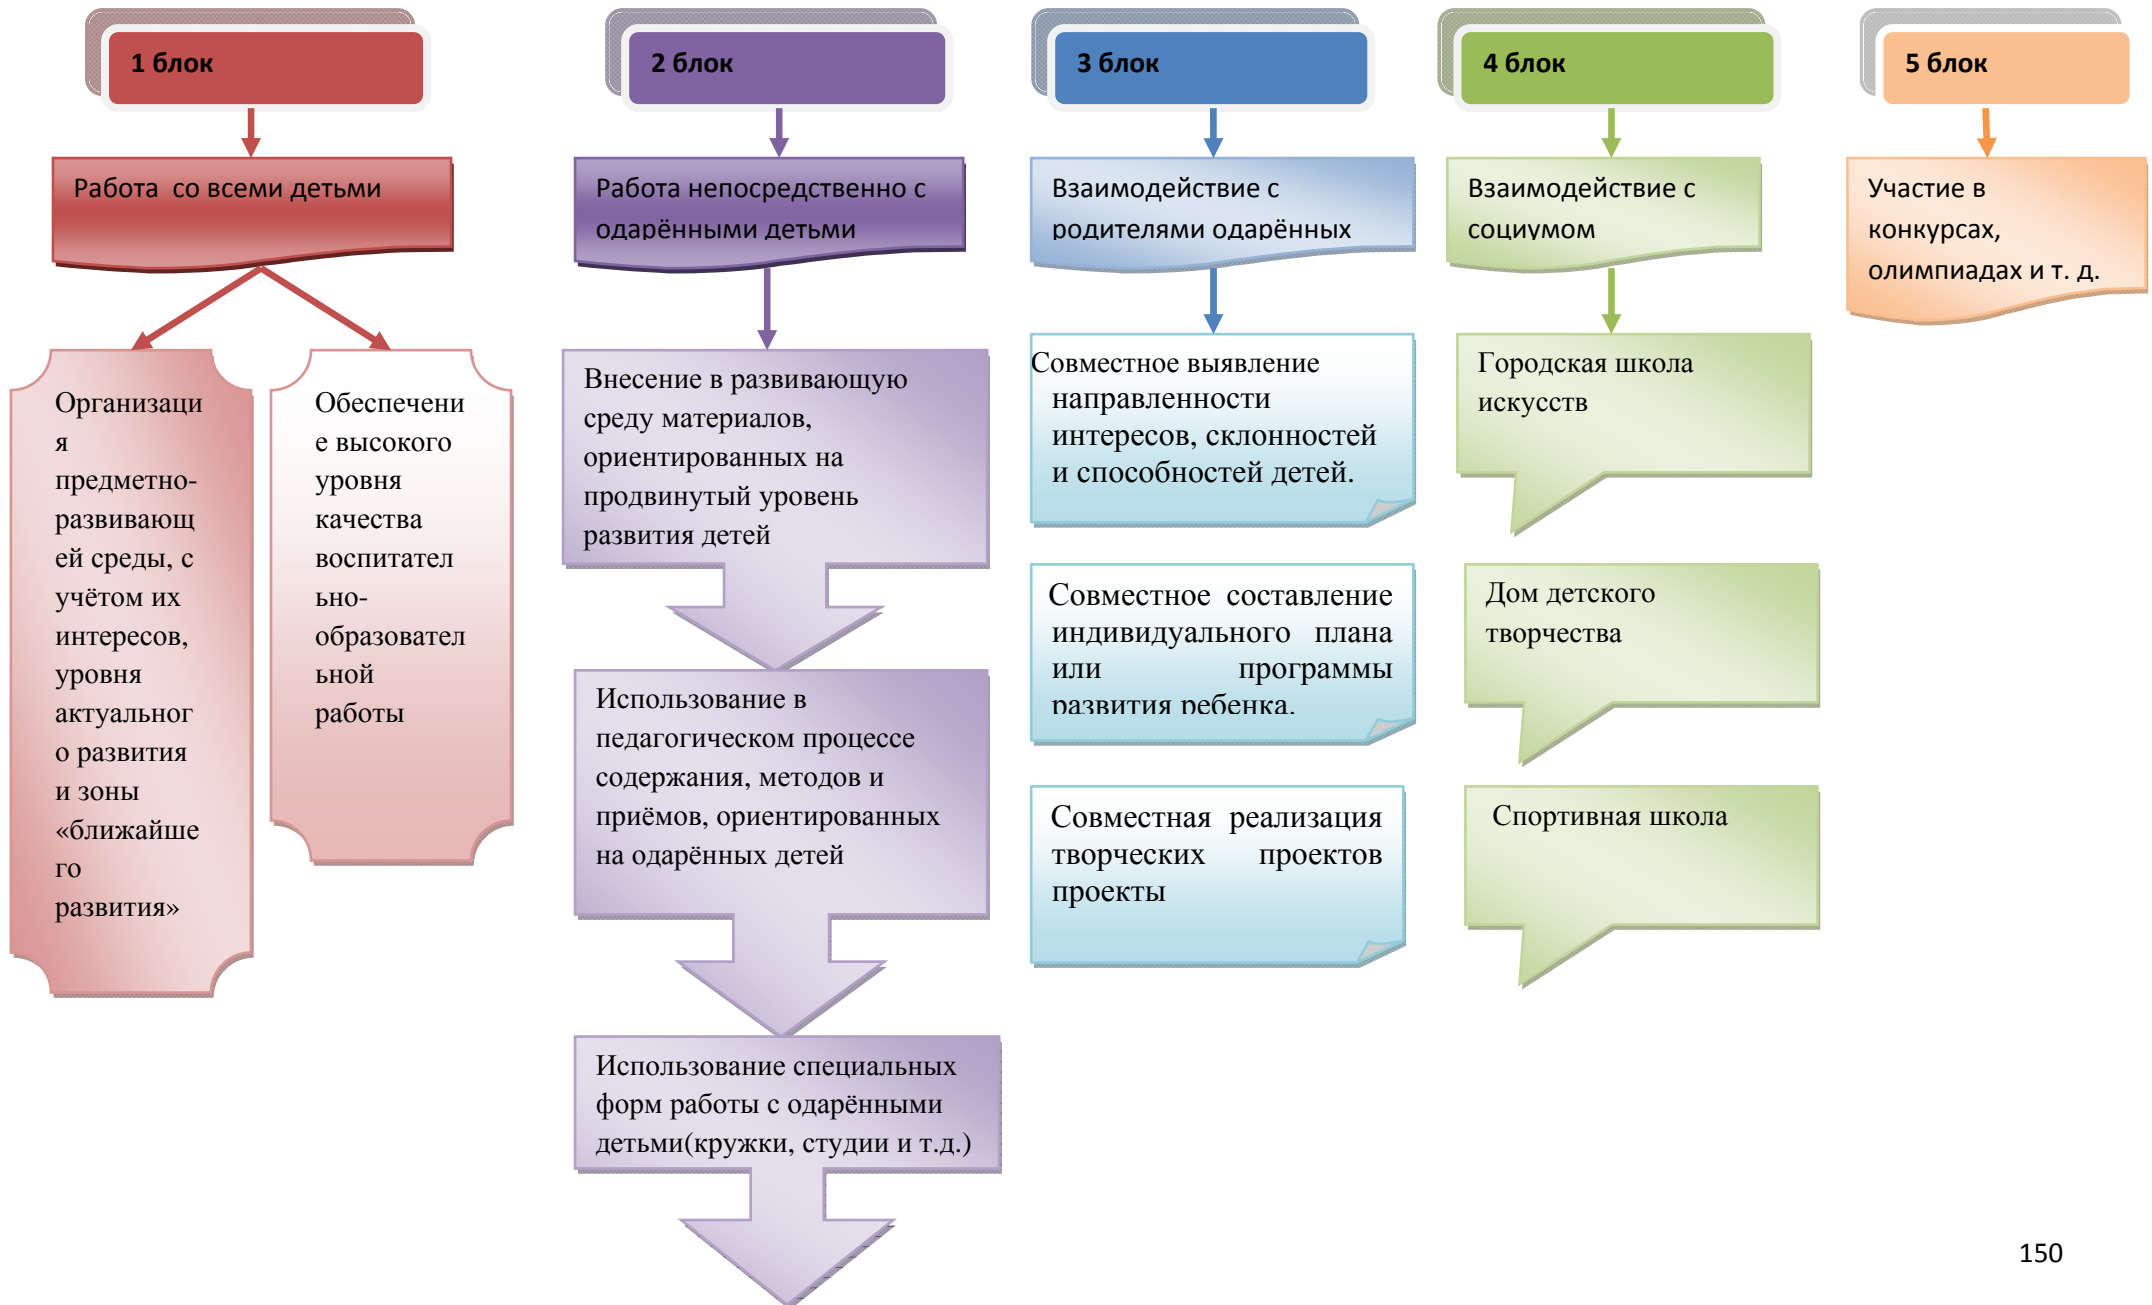 1 блок
Работа  со всеми детьми
Организаци
я
предметно-
развивающ
ей среды, с
учётом их
интересов,
уровня
актуальног
о развития
и зоны
«ближайше
го
развития»
Обеспечени
е высокого
уровня
качества
воспитател
ьно-
образовател
ьной
работы
2 блок
Работа непосредственно с
одарёнными детьми
Внесение в развивающую
среду материалов,
ориентированных на
продвинутый уровень
развития детей
Использование в
педагогическом процессе
содержания, методов и
приёмов, ориентированных
на одарённых детей
Использование специальных
форм работы с одарёнными
детьми(кружки, студии и т.д.)
3 блок
Взаимодействие с
родителями одарённых
Совместное выявление
направленности
интересов, склонностей
и способностей детей.
Совместное составление
индивидуального плана
или программы
развития ребенка.
Совместная реализация
творческих проектов
проекты
4 блок
Взаимодействие с
социумом
Городская школа
искусств
Дом детского
творчества
Спортивная школа
5 блок
Участие в
конкурсах,
олимпиадах и т. д.
150